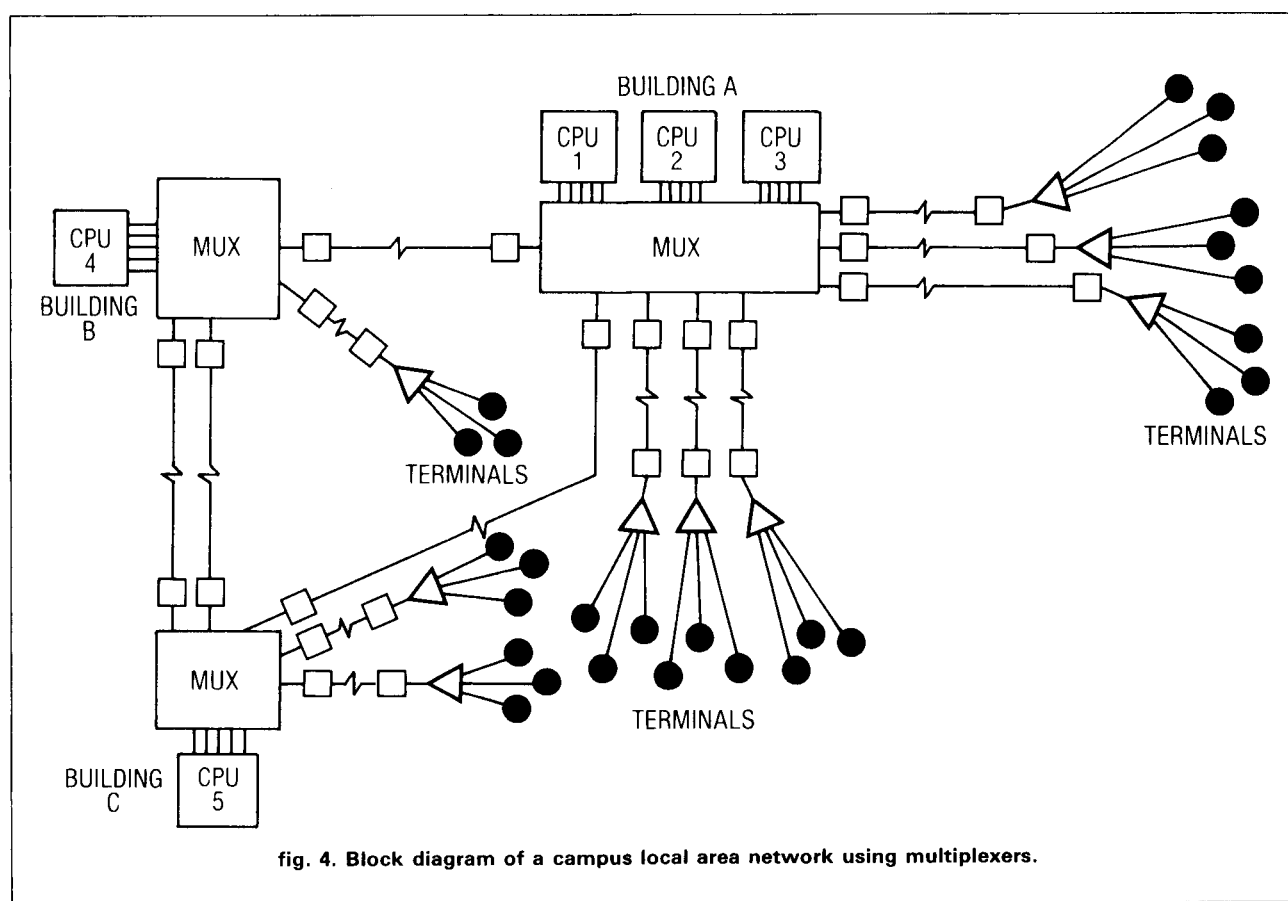 BUILDING A
CPU
1
CPU
2
CPU
3
MUX
CPU
4
BUILDING
B
MUX
TERMINALS
TERMINALS
TERMINALS
MUX
BUILDING
C
CPU
5
fig. 4. Block diagram of a campus local area network using multiplexers.